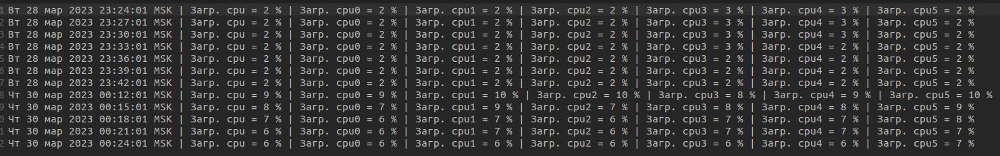 1 Вт 28 мар 2023 23:24:01 MSK | Загр. cpu = 2 % | Загр. cpu0 = 2 % | Загр. cpu1 = 2 % | Загр. cpu2 = 2 % | Загр. cpu3 = 3 % | Загр. cpu4 = 3 % | Загр. cpu5 = 2 %
2 Вт 28 мар 2023 23:27:01 MSK | Загр. cpu = 2 % | Загр. cpu0 = 2 % | Загр. cpu1 = 2 % | Загр. cpu2 = 2 % | Загр. cpu3 = 3 % | Загр. cpu4 = 3 % | Загр. cpu5 = 2 %
3 Вт 28 мар 2023 23:30:01 MSK | Загр. cpu = 2 % | Загр. cpu0 = 2 % | Загр. cpu1 = 2 % | Загр. cpu2 = 2 % | Загр. cpu3 = 3 % | Загр. cpu4 = 3 % | Загр. cpu5 = 2 %
4 Вт 28 мар 2023 23:33:01 MSK | Загр. cpu = 2 % | Загр. cpu0 = 2 % | Загр. cpu1 = 2 % | Загр. cpu2 = 2 % | Загр. cpu3 = 3 % | Загр. cpu4 = 2 % | Загр. cpu5 = 2 %
5 Вт 28 мар 2023 23:36:01 MSK | Загр. cpu = 2 % | Загр. cpu0 = 2 % | Загр. cpu1 = 2 % | Загр. cpu2 = 2 % | Загр. cpu3 = 2 % | Загр. cpu4 = 2 % | Загр. cpu5 = 2 %
6 Вт 28 мар 2023 23:39:01 MSK | Загр. cpu = 2 % | Загр. cpu0 = 2 % | Загр. cpu1 = 2 % | Загр. cpu2 = 2 % | Загр. cpu3 = 2 % | Загр. cpu4 = 2 % | Загр. cpu5 = 2 %
7 Вт 28 мар 2023 23:42:01 MSK | Загр. cpu = 2 % | Загр. cpu0 = 2 % | Загр. cpu1 = 2 % | Загр. cpu2 = 2 % | Загр. cpu3 = 2 % | Загр. cpu4 = 2 % | Загр. cpu5 = 2 %
8 Чт 30 мар 2023 00:12:01 MSK | Загр. cpu = 9 % | Загр. cpu0 = 9 % | Загр. cpu1 = 10 % | Загр. cpu2 = 10 % | Загр. cpu3 = 8 % | Загр. cpu4 = 9 % | Загр. cpu5 = 10 %
9 Чт 30 мар 2023 00:15:01 MSK | Загр. cpu = 8 % | Загр. cpu0 = 7 % | Загр. cpu1 = 9 % | Загр. cpu2 = 7 % | Загр. cpu3 = 8 % | Загр. cpu4 = 8 % | Загр. cpu5 = 9 %
0 Чт 30 мар 2023 00:18:01 MSK | Загр. cpu = 7 % | Загр. cpu0 = 6 % | Загр. cpu1 = 7 % | Загр. cpu2 = 6 % | Загр. cpu3 = 7 % | Загр. cpu4 = 7 % | Загр. cpu5 = 8 %
1 Чт 30 мар 2023 00:21:01 MSK | Загр. cpu = 6 % | Загр. cpu0 = 6 % | Загр. cpu1 = 7 % | Загр. cpu2 = 6 % | Загр. cpu3 = 7 % | Загр. cpu4 = 7 % | Загр. cpu5 = 7 %
2 Чт 30 мар 2023 00:24:01 MSK | Загр. cpu = 6 % | Загр. cpu0 = 6 % | Загр. cpu1 = 6 % | Загр. cpu2 = 6 % | Загр. cpu3 = 6 % | Загр. cpu4 = 6 % | Загр. cpu5 = 7 %